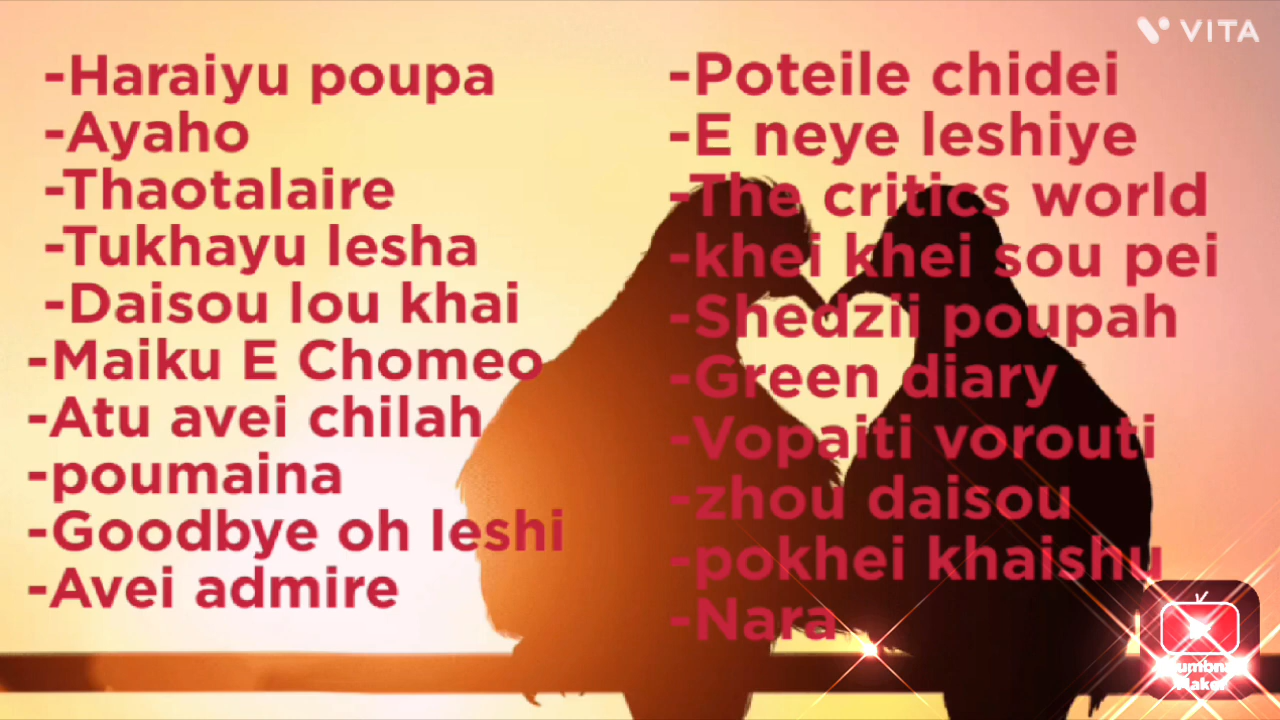 VITA
-Haraiyu poupa
-Ayaho
-Thaotalaire
-Tukhayu lesha
-Daisou lou khai
-Maiku E Chomeo
-Atu avei chilah
-poumaina
-Goodbye oh leshi
-Avei admire
-Poteile chidei
-E neye leshiye
-The critics world
-khei khei sou pei
-Shedzii poupah
-Green diary
-Vopaiti vorouti
-zhou daisou
-pokhei khaishu
-Nara
Maker